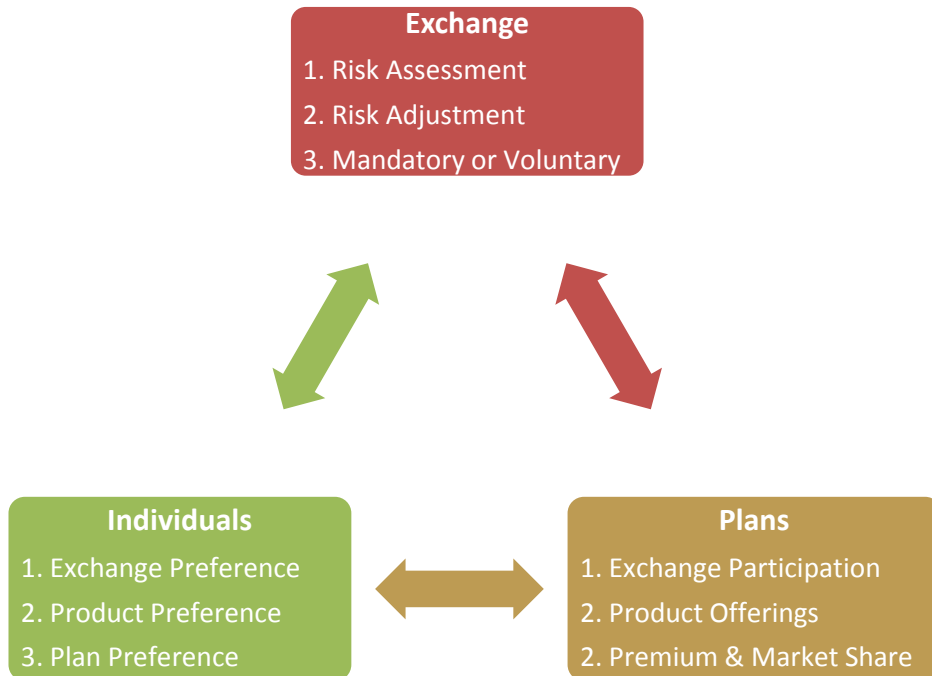 Exchange
1. Risk Assessment
2. Risk Adjustment
3. Mandatory or Voluntary
Individuals
1. Exchange Preference
2. Product Preference
3. Plan Preference
Plans
1. Exchange Participation
2. Product Offerings
2. Premium & Market Share